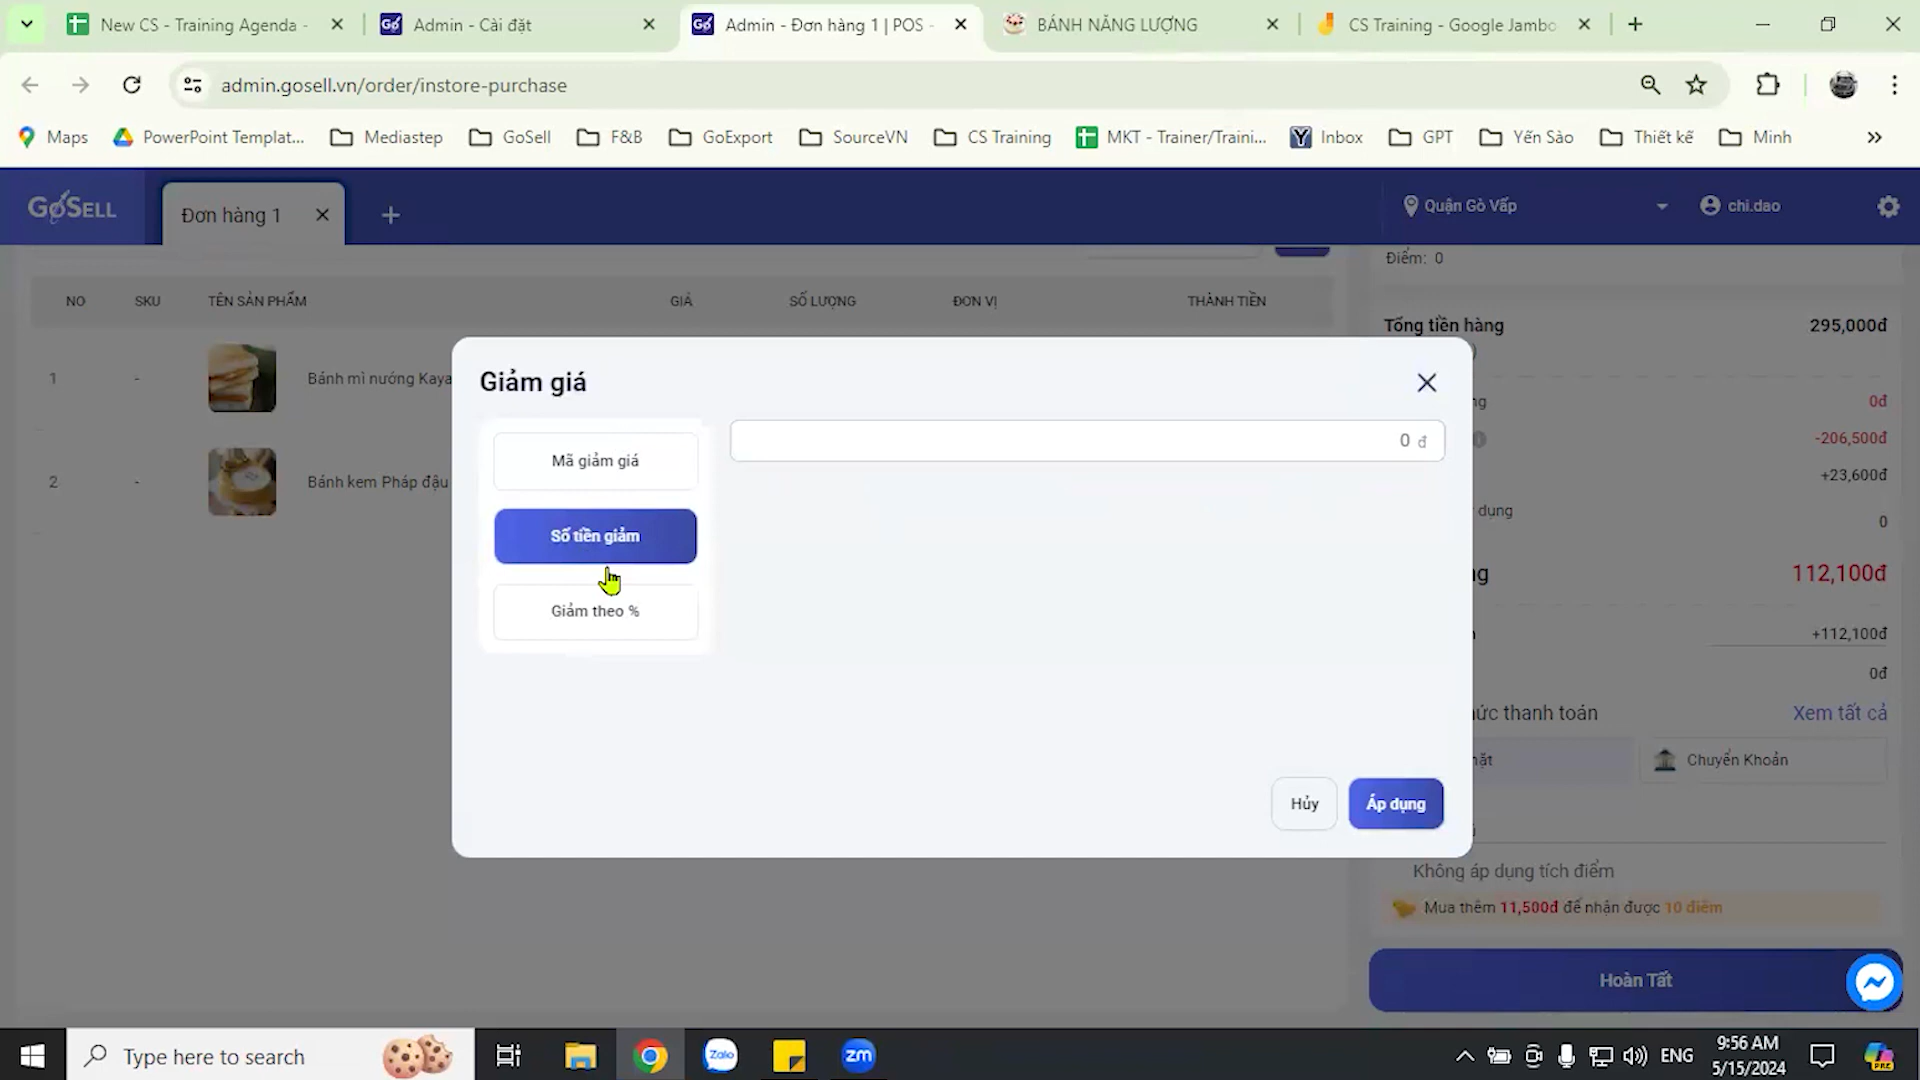 New CS - Training Agenda -
Admin - Cài đặt
Admin - Đơn hàng 1 | POS -
BÁNH NĂNG LƯỢNG
CS Training - Google Jambo
admin.gosell.vn/order/instore-purchase
Maps
PowerPoint Templat...
Mediastep
GoSell
F&B
GoExport
SourceVN
CS Training
MKT - Trainer/Traini...
Inbox
GPT
Yến Sào
Thiết kế
Minh
GoSELL
Đơn hàng 1
Quận Gò Vấp
chi.dao
Điểm: 0
NO SKU TÊN SẢN PHẨM GIÁ SỐ LƯỢNG ĐƠN VỊ THÀNH TIỀN
1 - Bánh mì nướng Kaya
2 - Bánh kem Pháp đậu
Giảm giá
Mã giảm giá
Số tiền giảm
Giảm theo %
0 đ
Hủy
Áp dụng
Tổng tiền hàng 295,000đ
0đ
-206,500đ
+23,600đ
dụng 0
112,100đ
+112,100đ
0đ
thanh toán Xem tất cả
Chuyển Khoản
Không áp dụng tích điểm
Mua thêm 11,500đ để nhận được 10 điểm
Hoàn Tất
Type here to search
Zalo
zm
ENG
9:56 AM
5/15/2024
PRE